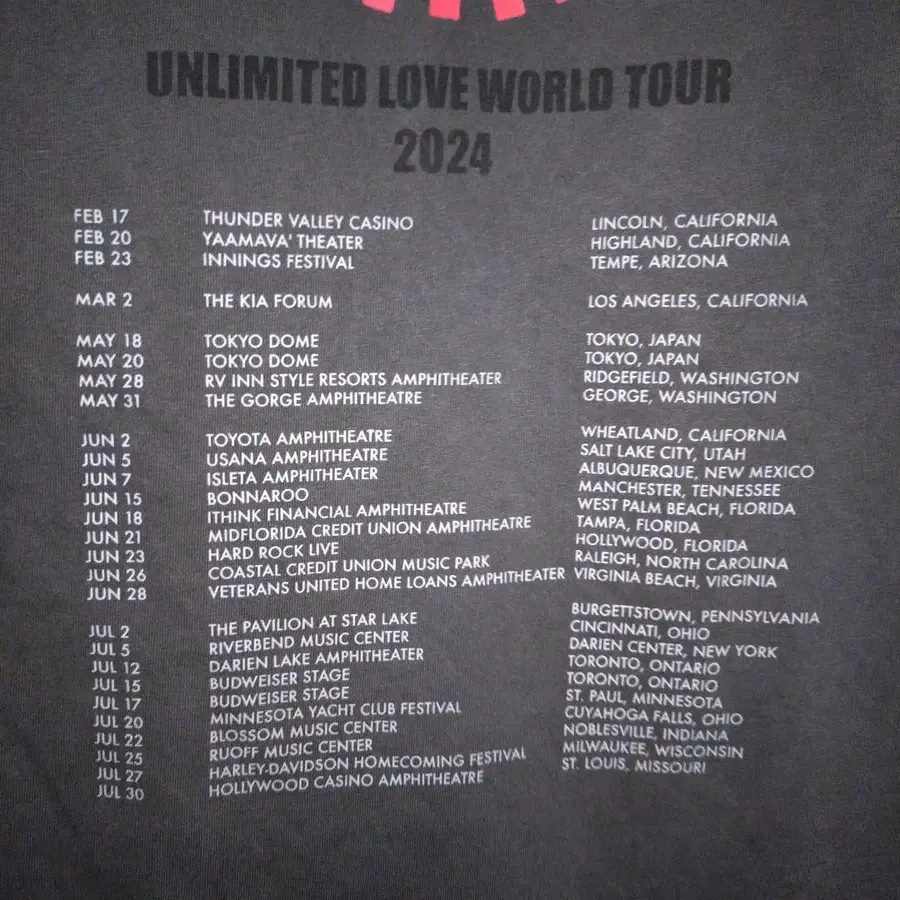 UNLIMITED LOVE WORLD TOUR
2024
FEB 17 THUNDER VALLEY CASINO LINCOLN, CALIFORNIA
FEB 20 YAAMAVA' THEATER HIGHLAND, CALIFORNIA
FEB 23 INNINGS FESTIVAL TEMPE, ARIZONA
MAR 2 THE KIA FORUM LOS ANGELES, CALIFORNIA
MAY 18 TOKYO DOME TOKYO, JAPAN
MAY 20 TOKYO DOME TOKYO, JAPAN
MAY 28 RV INN STYLE RESORTS AMPHITHEATER RIDGEFIELD, WASHINGTON
MAY 31 THE GORGE AMPHITHEATRE GEORGE, WASHINGTON
JUN 2 TOYOTA AMPHITHEATRE WHEATLAND, CALIFORNIA
JUN 5 USANA AMPHITHEATRE SALT LAKE CITY, UTAH
JUN 7 ISLETA AMPHITHEATER ALBUQUERQUE, NEW MEXICO
JUN 15 BONNAROO MANCHESTER, TENNESSEE
JUN 18 ITHINK FINANCIAL AMPHITHEATRE WEST PALM BEACH, FLORIDA
JUN 21 MIDFLORIDA CREDIT UNION AMPHITHEATRE TAMPA, FLORIDA
JUN 23 HARD ROCK LIVE HOLLYWOOD, FLORIDA
JUN 26 COASTAL CREDIT UNION MUSIC PARK RALEIGH, NORTH CAROLINA
JUN 28 VETERANS UNITED HOME LOANS AMPHITHEATER VIRGINIA BEACH, VIRGINIA
JUL 2 THE PAVILION AT STAR LAKE BURGETTSTOWN, PENNSYLVANIA
JUL 5 RIVERBEND MUSIC CENTER CINCINNATI, OHIO
JUL 12 DARIEN LAKE AMPHITHEATER DARIEN CENTER, NEW YORK
JUL 15 BUDWEISER STAGE TORONTO, ONTARIO
JUL 17 BUDWEISER STAGE TORONTO, ONTARIO
JUL 20 MINNESOTA YACHT CLUB FESTIVAL ST. PAUL, MINNESOTA
JUL 22 BLOSSOM MUSIC CENTER CUYAHOGA FALLS, OHIO
JUL 25 RUOFF MUSIC CENTER NOBLESVILLE, INDIANA
JUL 27 HARLEY-DAVIDSON HOMECOMING FESTIVAL MILWAUKEE, WISCONSIN
JUL 30 HOLLYWOOD CASINO AMPHITHEATRE ST. LOUIS, MISSOURI